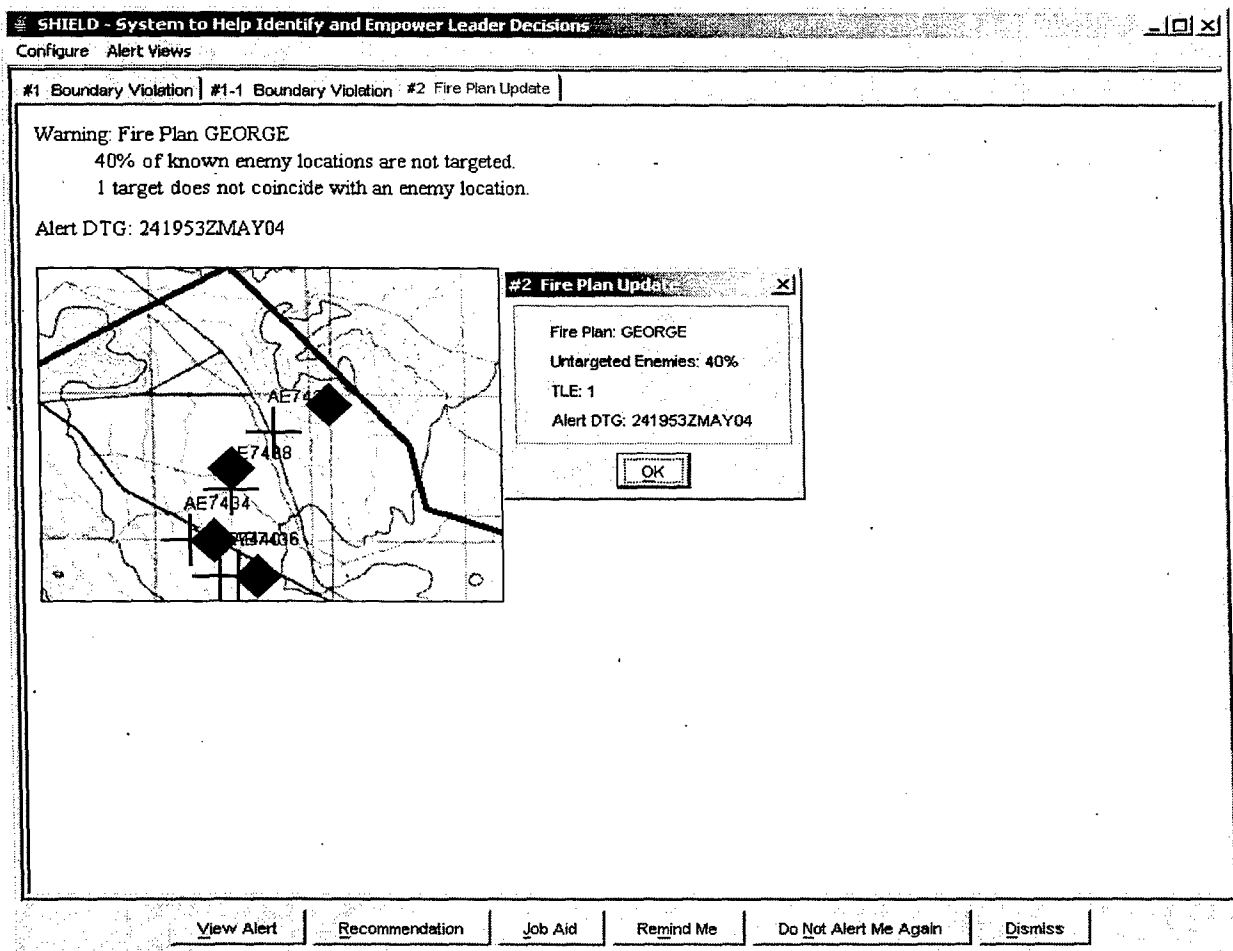 SHIELD - System to Help Identify and Empower Leader Decisions
Configure Alert Views
#1 Boundary Violation #1-1 Boundary Violation #2 Fire Plan Update
Warning: Fire Plan GEORGE
40% of known enemy locations are not targeted.
1 target does not coincide with an enemy location.
Alert DTG: 241953ZMAY04
#2 Fire Plan Update
Fire Plan: GEORGE
Untargeted Enemies: 40%
TLE: 1
Alert DTG: 241953ZMAY04
OK
AE7434
View Alert Recommendation Job Aid Remind Me Do Not Alert Me Again Dismiss